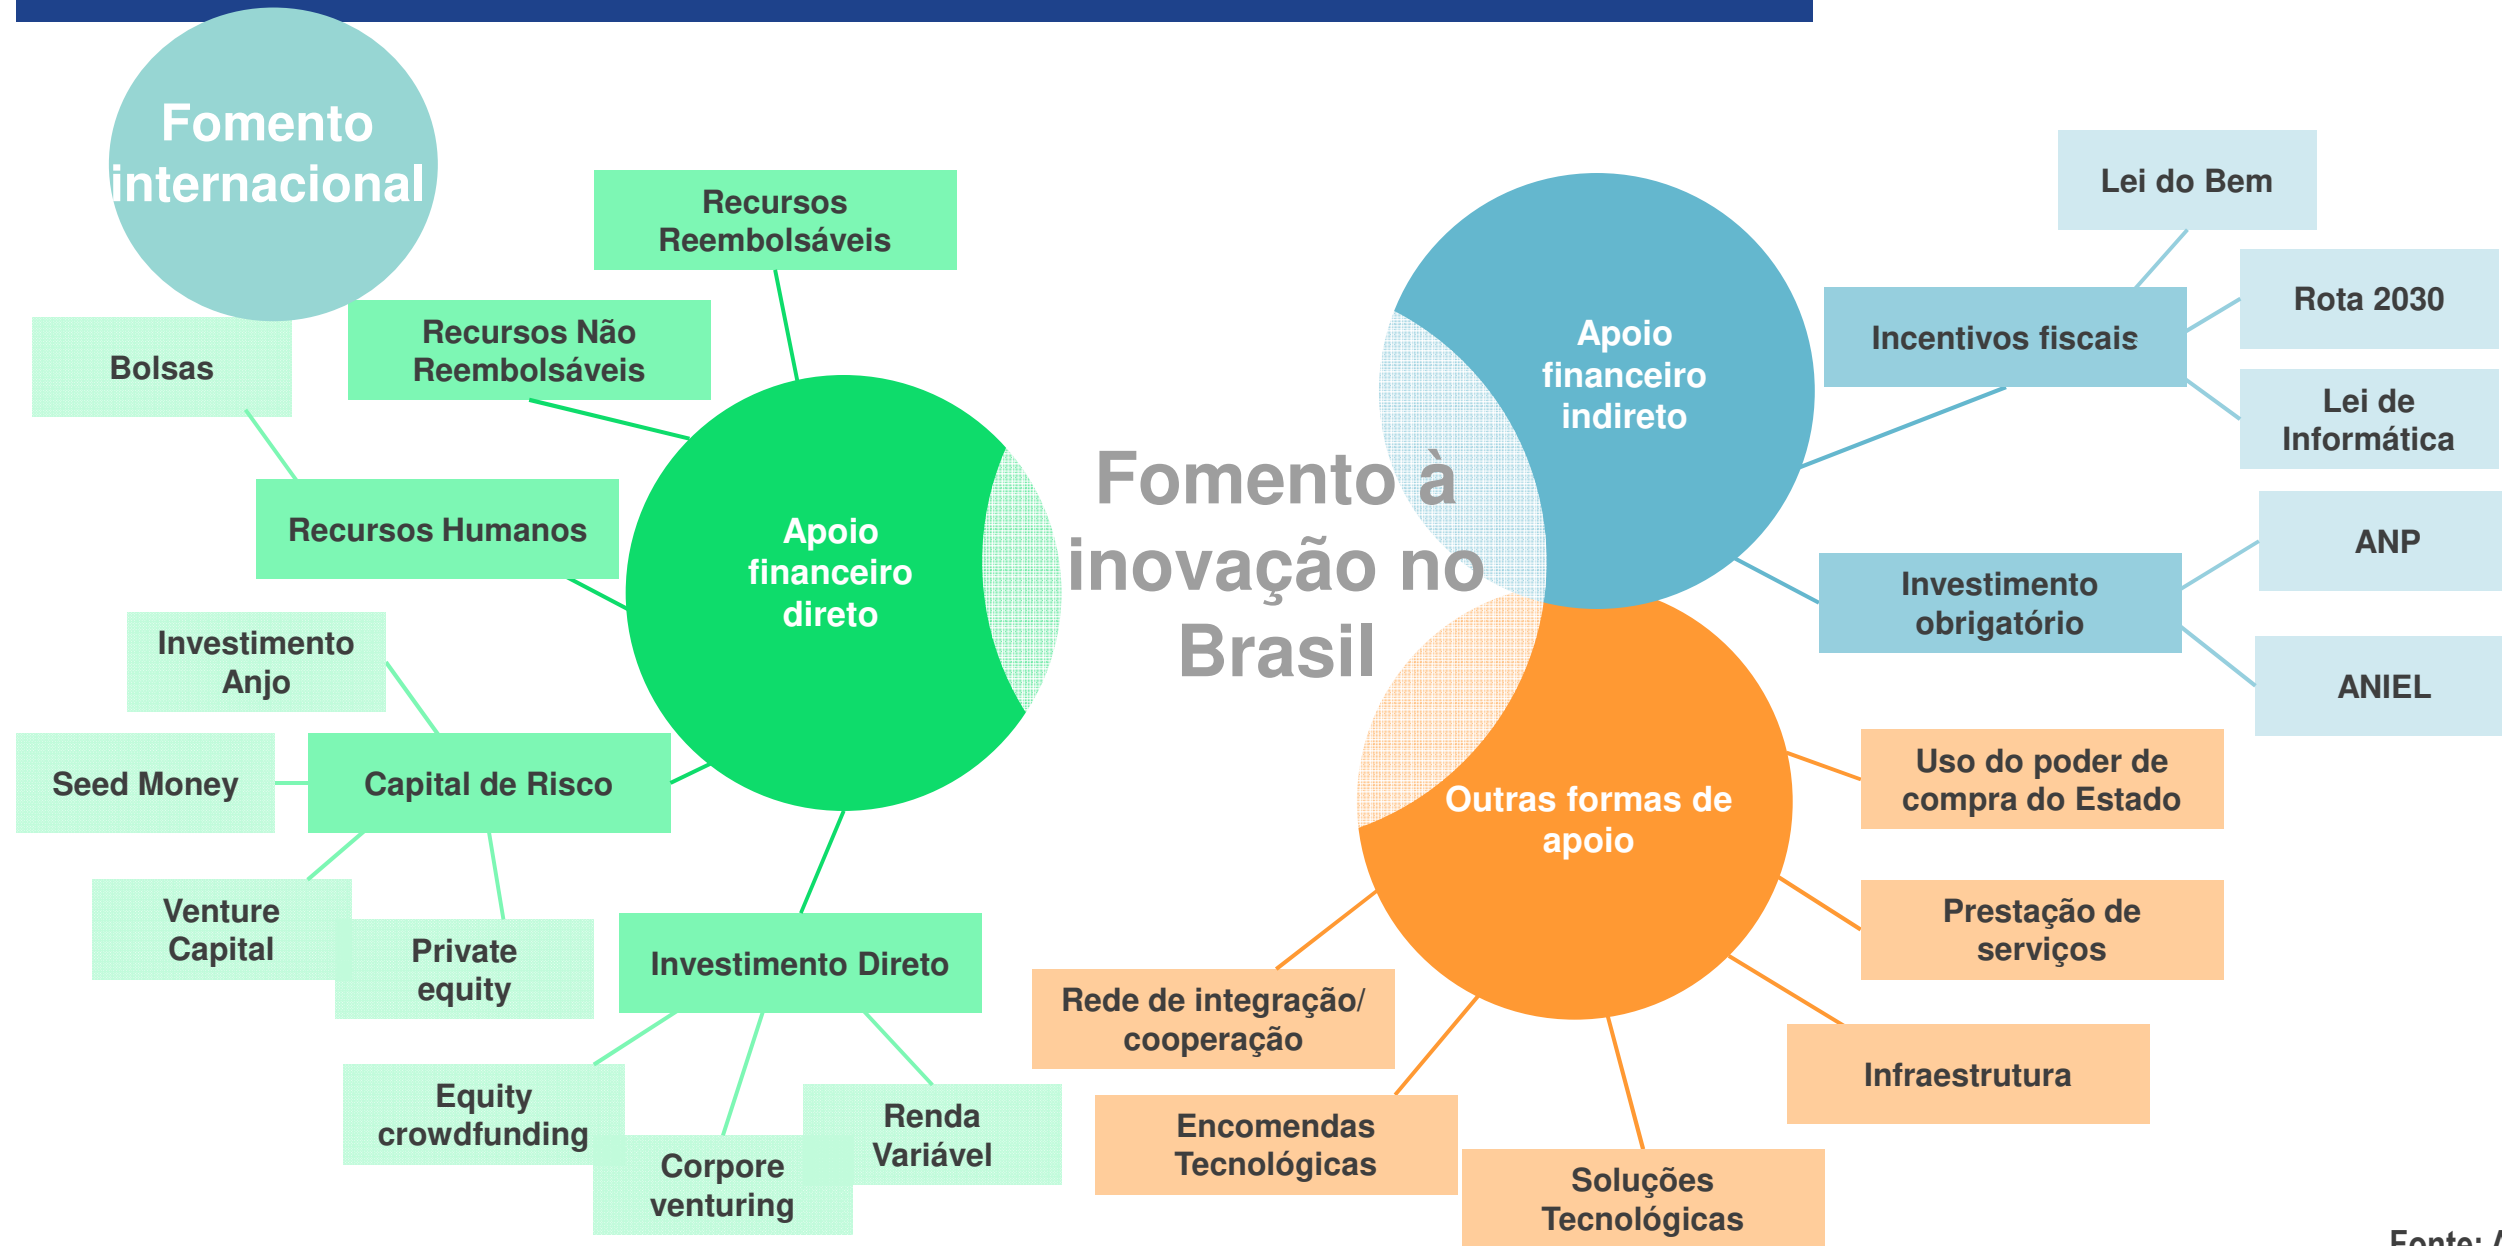 Fomento
internacional
Recursos
Reembolsáveis
Recursos Não
Reembolsáveis
Bolsas
Recursos Humanos
Apoio
financeiro
direto
Investimento
Anjo
Seed Money
Capital de Risco
Venture
Capital
Private
equity
Investimento Direto
Equity
crowdfunding
Corpore
venturing
Renda
Variável
Fomento à
inovação no
Brasil
Apoio
financeiro
indireto
Incentivos fiscais
Lei do Bem
Rota 2030
Lei de
Informática
Investimento
obrigatório
ANP
ANIEL
Outras formas de
apoio
Uso do poder de
compra do Estado
Prestação de
serviços
Infraestrutura
Soluções
Tecnológicas
Encomendas
Tecnológicas
Rede de integração/
cooperação
Fonte: